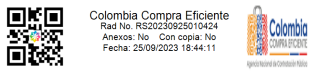 Colombia Compra Eficiente
Rad No. RS20230925010424
Anexos: No Con copia: No
Fecha: 25/09/2023 18:44:11
Colombia
COMPRA EFICIENTE
Agencia Nacional de Contratación Pública